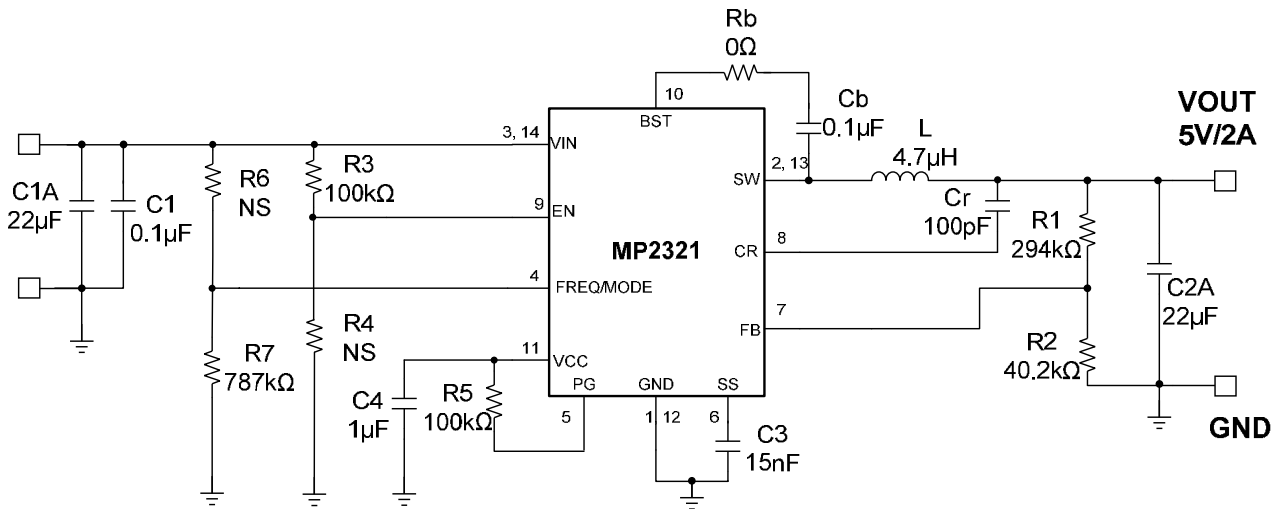 Rb
0Ω
10
BST
Cb
0.1µF
VOUT
5V/2A
3, 14
VIN
L
4.7µH
2, 13
SW
R6
NS
R3
100kΩ
C1A
22µF
C1
0.1µF
9
EN
Cr
100pF
R1
294kΩ
MP2321
8
CR
4
FREQ/MODE
C2A
22µF
7
FB
R4
NS
R7
787kΩ
11
VCC
R2
40.2kΩ
PG
GND
SS
R5
100kΩ
C4
1µF
5
1
12
6
C3
15nF
GND